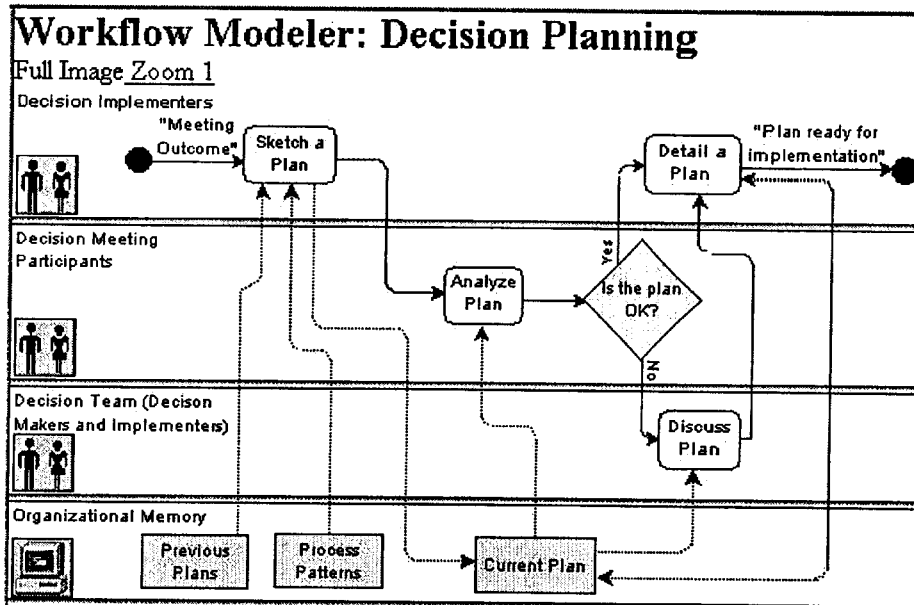 Workflow Modeler: Decision Planning
Full Image Zoom 1
Decision Implementers
"Meeting
Outcome"
Sketch a
Plan
Detail a
Plan
"Plan ready for
implementation"
Decision Meeting
Participants
Analyze
Plan
Yes
Is the plan
OK?
No
Decision Team (Decison
Makers and Implementers)
Discuss
Plan
Organizational Memory
Previous
Plans
Process
Patterns
Current Plan